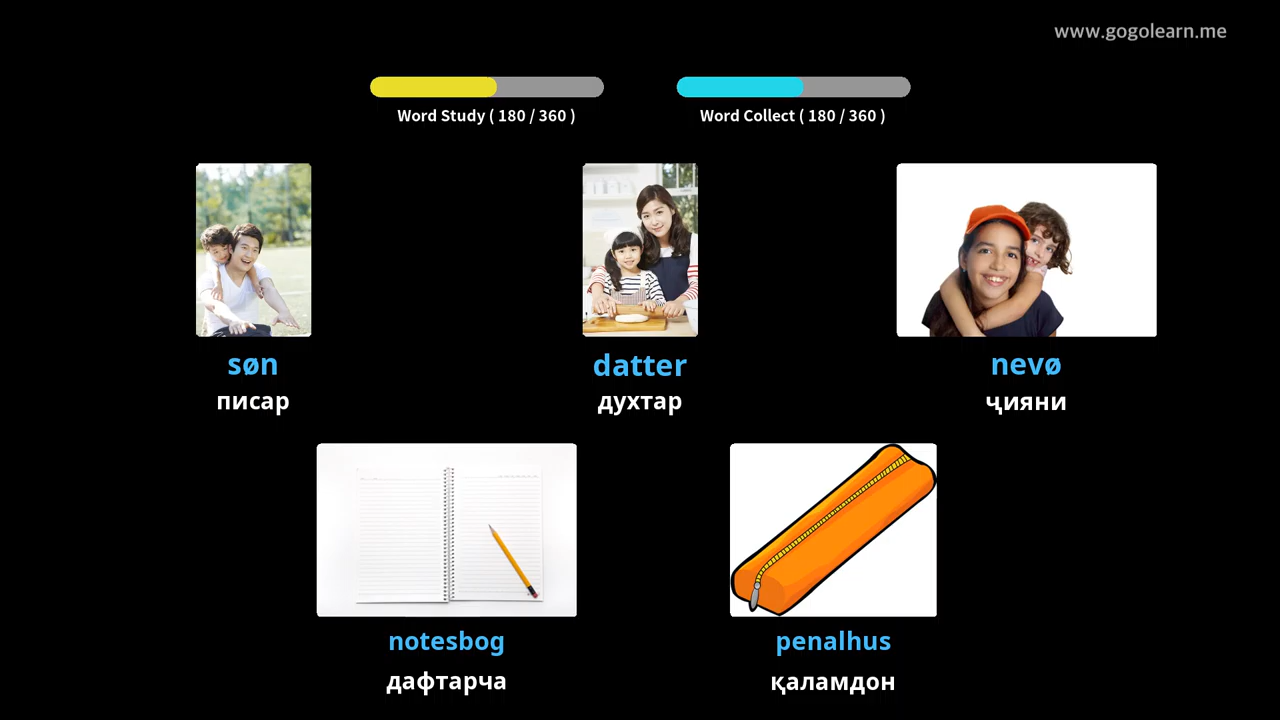 www.gogolearn.me
Word Study ( 180 / 360 )
Word Collect ( 180 / 360 )
søn
datter
nevø
писар
духтар
ҷияни
notesbog
penalhus
дафтарча
қаламдон